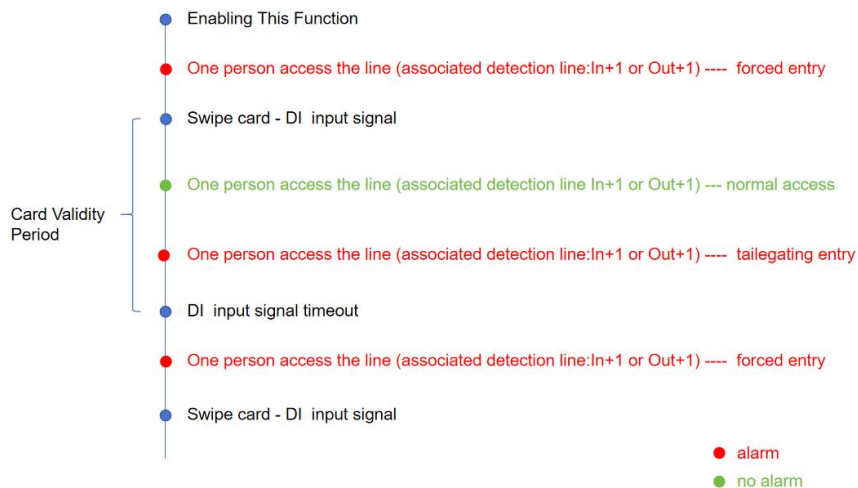 Enabling This Function
One person access the line (associated detection line:In+1 or Out+1) ---- forced entry
Swipe card - DI input signal
One person access the line (associated detection line In+1 or Out+1) --- normal access
Card Validity
Period
One person access the line (associated detection line:In+1 or Out+1) ---- tailegating entry
DI input signal timeout
One person access the line (associated detection line:In+1 or Out+1) ---- forced entry
Swipe card - DI input signal
alarm
no alarm